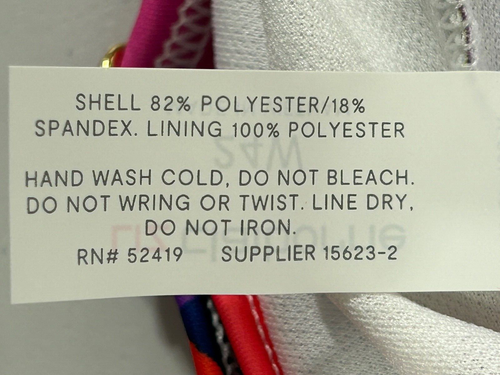 SHELL 82% POLYESTER/18%
SPANDEX. LINING 100% POLYESTER
HAND WASH COLD, DO NOT BLEACH.
DO NOT WRING OR TWIST. LINE DRY,
DO NOT IRON.
RN# 52419 SUPPLIER 15623-2